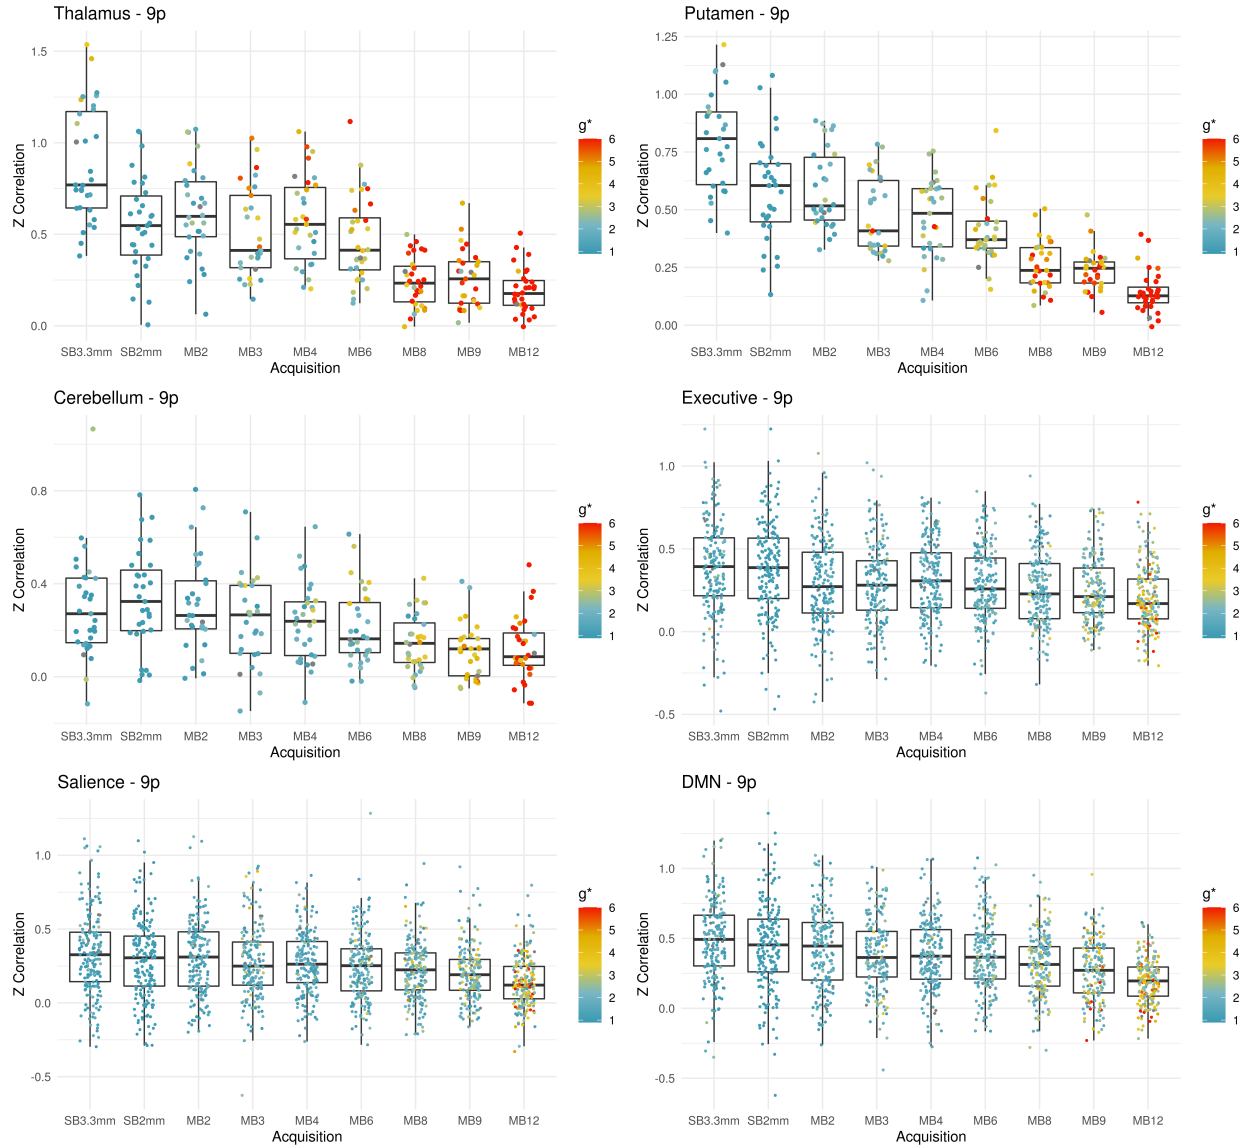 Thalamus - 9p
Z Correlation
1.5
1.0
0.5
0.0
SB3.3mm SB2mm MB2 MB3 MB4 MB6 MB8 MB9 MB12
Acquisition
g*
6
5
4
3
2
1
Putamen - 9p
Z Correlation
1.25
1.00
0.75
0.50
0.25
0.00
SB3.3mm SB2mm MB2 MB3 MB4 MB6 MB8 MB9 MB12
Acquisition
g*
6
5
4
3
2
1
Cerebellum - 9p
Z Correlation
0.8
0.4
0.0
SB3.3mm SB2mm MB2 MB3 MB4 MB6 MB8 MB9 MB12
Acquisition
g*
6
5
4
3
2
1
Executive - 9p
Z Correlation
1.0
0.5
0.0
-0.5
SB3.3mm SB2mm MB2 MB3 MB4 MB6 MB8 MB9 MB12
Acquisition
g*
6
5
4
3
2
1
Salience - 9p
Z Correlation
1.0
0.5
0.0
-0.5
SB3.3mm SB2mm MB2 MB3 MB4 MB6 MB8 MB9 MB12
Acquisition
g*
6
5
4
3
2
1
DMN - 9p
Z Correlation
1.0
0.5
0.0
-0.5
SB3.3mm SB2mm MB2 MB3 MB4 MB6 MB8 MB9 MB12
Acquisition
g*
6
5
4
3
2
1